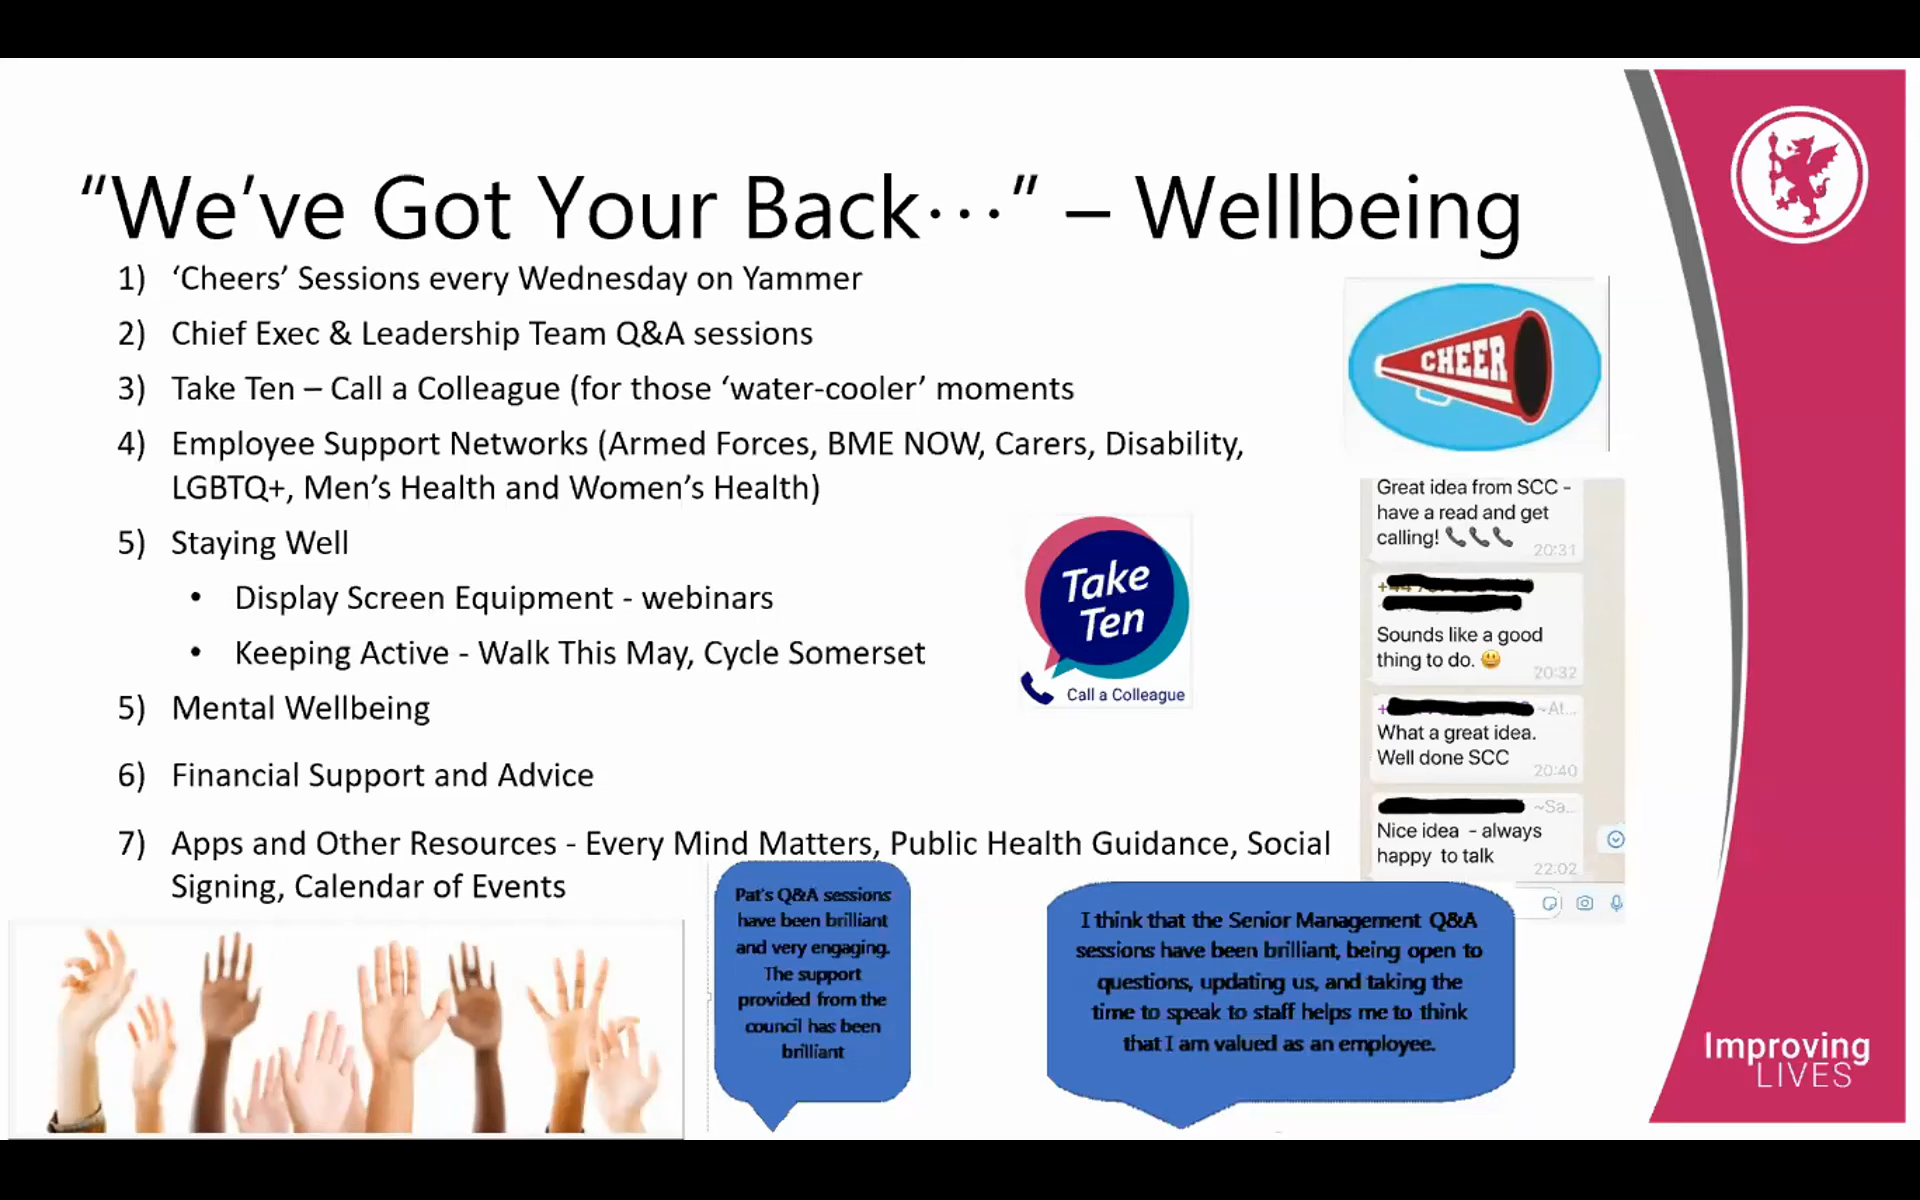 “We’ve Got Your Back…” – Wellbeing
1) ‘Cheers’ Sessions every Wednesday on Yammer
2) Chief Exec & Leadership Team Q&A sessions
3) Take Ten – Call a Colleague (for those ‘water-cooler’ moments
4) Employee Support Networks (Armed Forces, BME NOW, Carers, Disability,
LGBTQ+, Men’s Health and Women’s Health)
5) Staying Well
• Display Screen Equipment - webinars
• Keeping Active - Walk This May, Cycle Somerset
5) Mental Wellbeing
6) Financial Support and Advice
7) Apps and Other Resources - Every Mind Matters, Public Health Guidance, Social
Signing, Calendar of Events
CHEER
Take
Ten
Call a Colleague
Great idea from SCC -
have a read and get
calling! 📞📞📞
20:31
Sounds like a good
thing to do. 😃
20:32
~At...
What a great idea.
Well done SCC
20:40
~Sa...
Nice idea - always
happy to talk
22:02
Pat's Q&A sessions
have been brilliant
and very engaging.
The support
provided from the
council has been
brilliant
I think that the Senior Management Q&A
sessions have been brilliant, being open to
questions, updating us, and taking the
time to speak to staff helps me to think
that I am valued as an employee.
Improving
LIVES